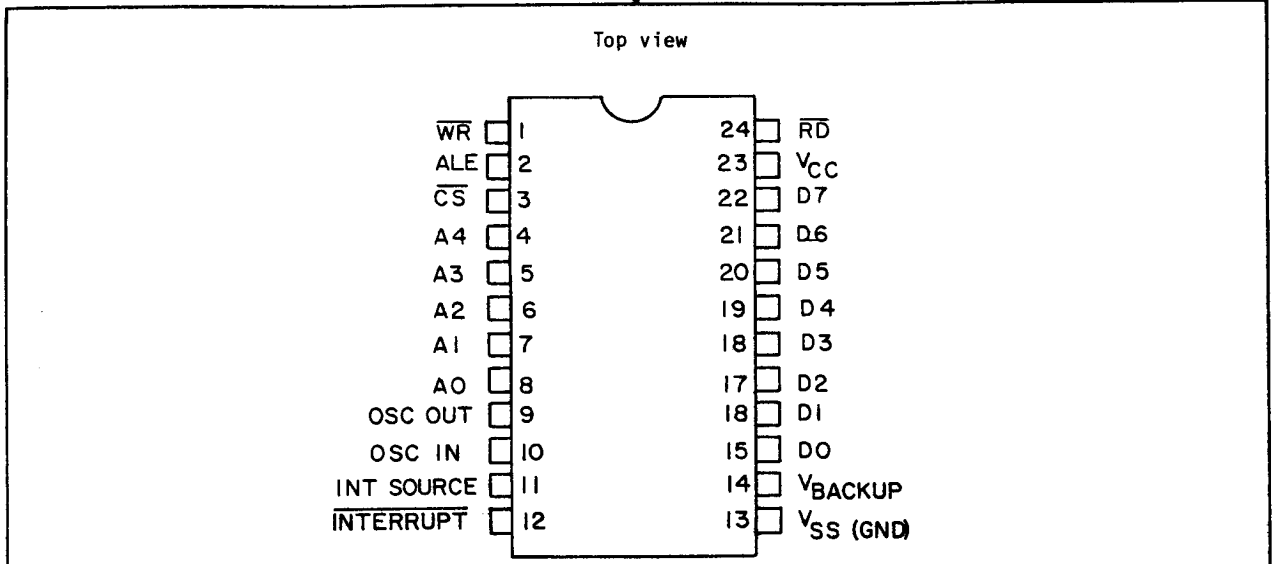 Top view
WR 1 24 RD
ALE 2 23 VCC
CS 3 22 D7
A4 4 21 D6
A3 5 20 D5
A2 6 19 D4
A1 7 18 D3
A0 8 17 D2
OSC OUT 9 18 D1
OSC IN 10 15 D0
INT SOURCE 11 14 VBACKUP
INTERRUPT 12 13 VSS (GND)